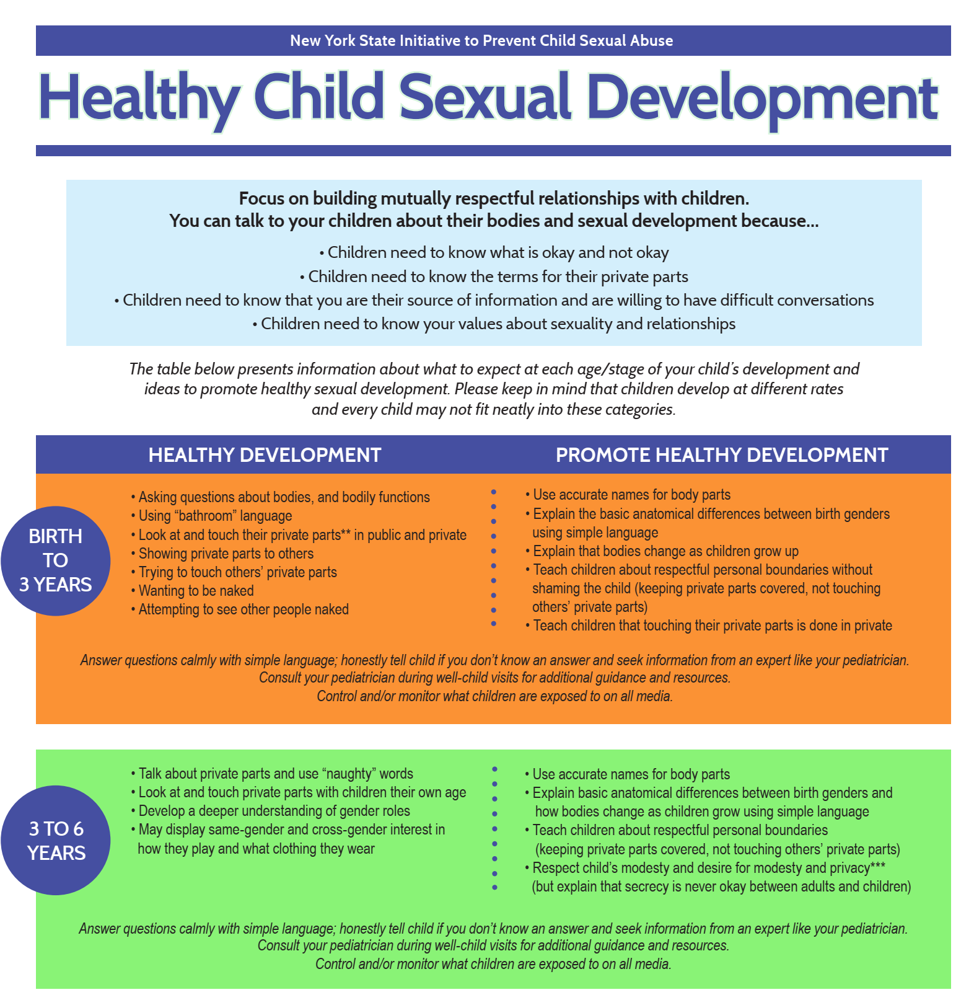 New York State Initiative to Prevent Child Sexual Abuse
Healthy Child Sexual Development
Focus on building mutually respectful relationships with children.
You can talk to your children about their bodies and sexual development because...
• Children need to know what is okay and not okay
• Children need to know the terms for their private parts
• Children need to know that you are their source of information and are willing to have difficult conversations
• Children need to know your values about sexuality and relationships
The table below presents information about what to expect at each age/stage of your child's development and
ideas to promote healthy sexual development. Please keep in mind that children develop at different rates
and every child may not fit neatly into these categories.
HEALTHY DEVELOPMENT
PROMOTE HEALTHY DEVELOPMENT
BIRTH
TO
3 YEARS
• Asking questions about bodies, and bodily functions
• Using “bathroom” language
• Look at and touch their private parts** in public and private
• Showing private parts to others
• Trying to touch others’ private parts
• Wanting to be naked
• Attempting to see other people naked
• Use accurate names for body parts
• Explain the basic anatomical differences between birth genders
using simple language
• Explain that bodies change as children grow up
• Teach children about respectful personal boundaries without
shaming the child (keeping private parts covered, not touching
others’ private parts)
• Teach children that touching their private parts is done in private
Answer questions calmly with simple language; honestly tell child if you don’t know an answer and seek information from an expert like your pediatrician.
Consult your pediatrician during well-child visits for additional guidance and resources.
Control and/or monitor what children are exposed to on all media.
3 TO 6
YEARS
• Talk about private parts and use “naughty” words
• Look at and touch private parts with children their own age
• Develop a deeper understanding of gender roles
• May display same-gender and cross-gender interest in
how they play and what clothing they wear
• Use accurate names for body parts
• Explain basic anatomical differences between birth genders and
how bodies change as children grow using simple language
• Teach children about respectful personal boundaries
(keeping private parts covered, not touching others’ private parts)
• Respect child’s modesty and desire for modesty and privacy***
(but explain that secrecy is never okay between adults and children)
Answer questions calmly with simple language; honestly tell child if you don’t know an answer and seek information from an expert like your pediatrician.
Consult your pediatrician during well-child visits for additional guidance and resources.
Control and/or monitor what children are exposed to on all media.